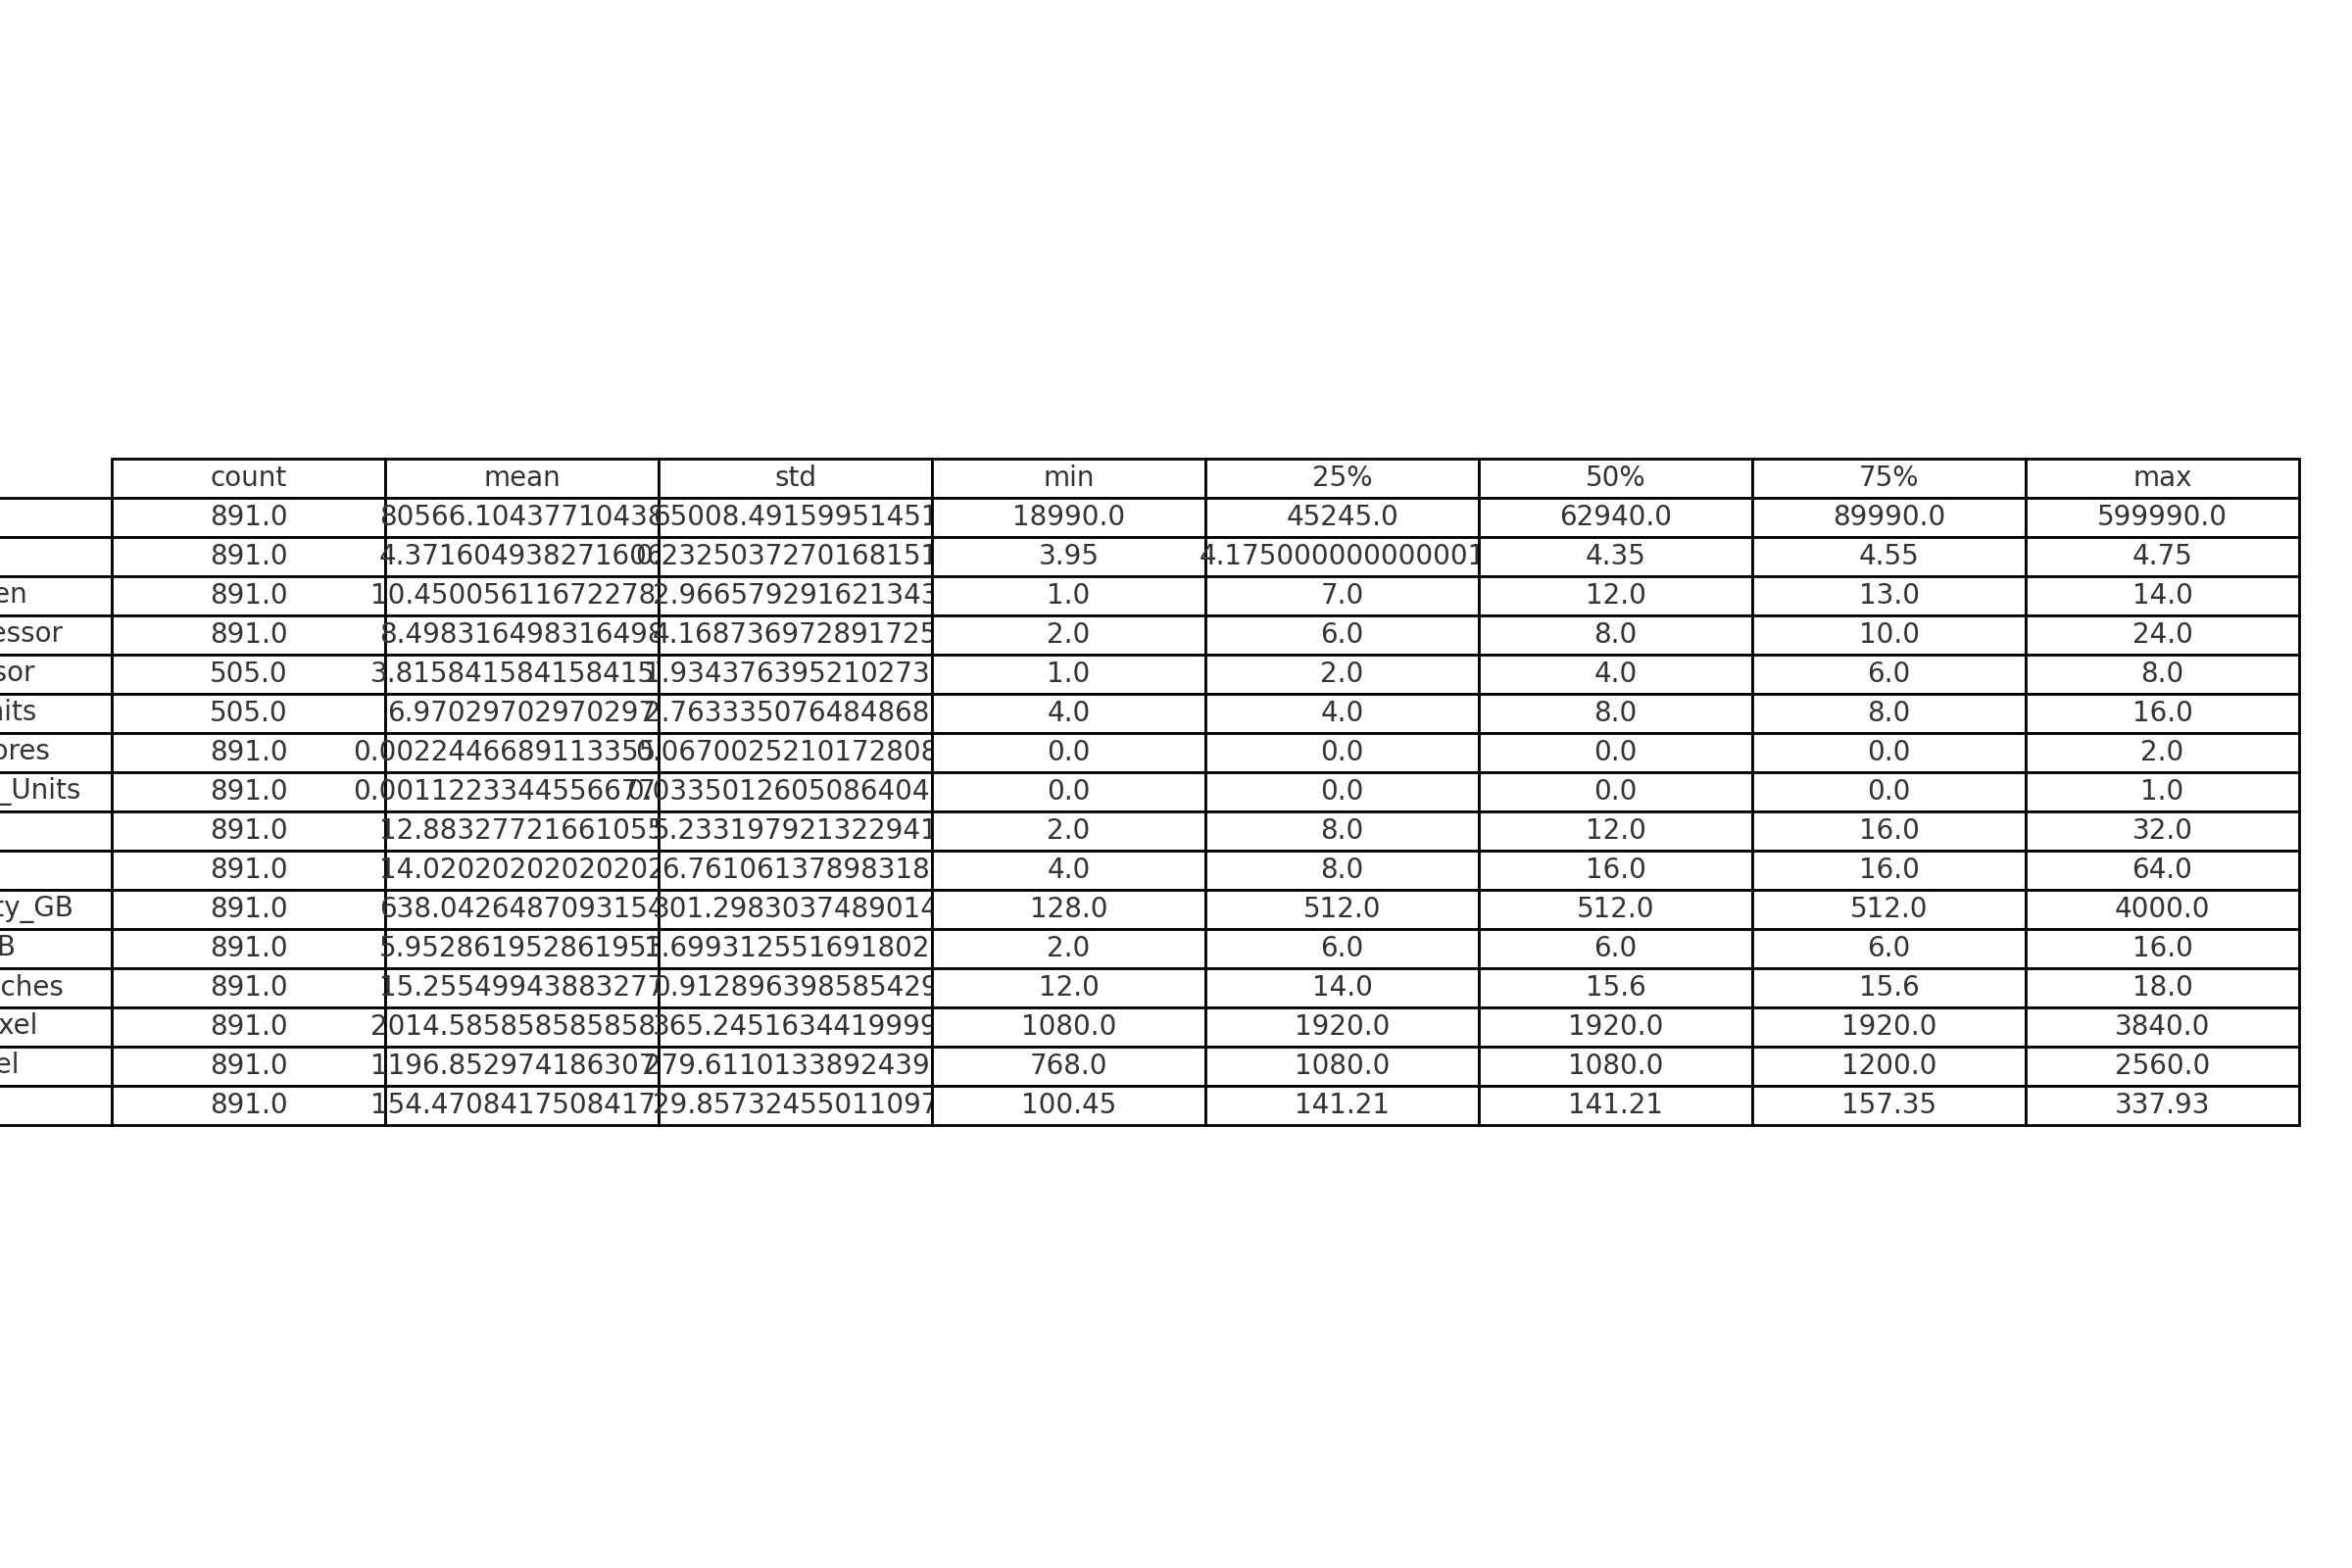 count mean std min 25% 50% 75% max
891.0 80566.10437710438 65008.49159951451 18990.0 45245.0 62940.0 89990.0 599990.0
891.0 4.371604938271606 0.2325037270168151 3.95 4.175000000000001 4.35 4.55 4.75
en 891.0 10.45005611672278 2.966579291621343 1.0 7.0 12.0 13.0 14.0
essor 891.0 8.498316498316498 4.168736972891725 2.0 6.0 8.0 10.0 24.0
sor 505.0 3.815841584158415 1.934376395210273 1.0 2.0 4.0 6.0 8.0
nits 505.0 6.97029702970297 2.763335076484868 4.0 4.0 8.0 8.0 16.0
ores 891.0 0.002244668911335 0.0670025210172808 0.0 0.0 0.0 0.0 2.0
_Units 891.0 0.001122334455667 0.0335012605086404 0.0 0.0 0.0 0.0 1.0
891.0 12.88327721661055 5.233197921322941 2.0 8.0 12.0 16.0 32.0
891.0 14.02020202020202 6.76106137898318 4.0 8.0 16.0 16.0 64.0
ty_GB 891.0 638.0426487093154 301.2983037489014 128.0 512.0 512.0 512.0 4000.0
B 891.0 5.952861952861953 1.699312551691802 2.0 6.0 6.0 6.0 16.0
ches 891.0 15.25549943883277 0.912896398585429 12.0 14.0 15.6 15.6 18.0
xel 891.0 2014.585858585858 365.2451634419999 1080.0 1920.0 1920.0 1920.0 3840.0
el 891.0 1196.852974186307 279.6110133892439 768.0 1080.0 1080.0 1200.0 2560.0
891.0 154.4708417508417 29.85732455011097 100.45 141.21 141.21 157.35 337.93